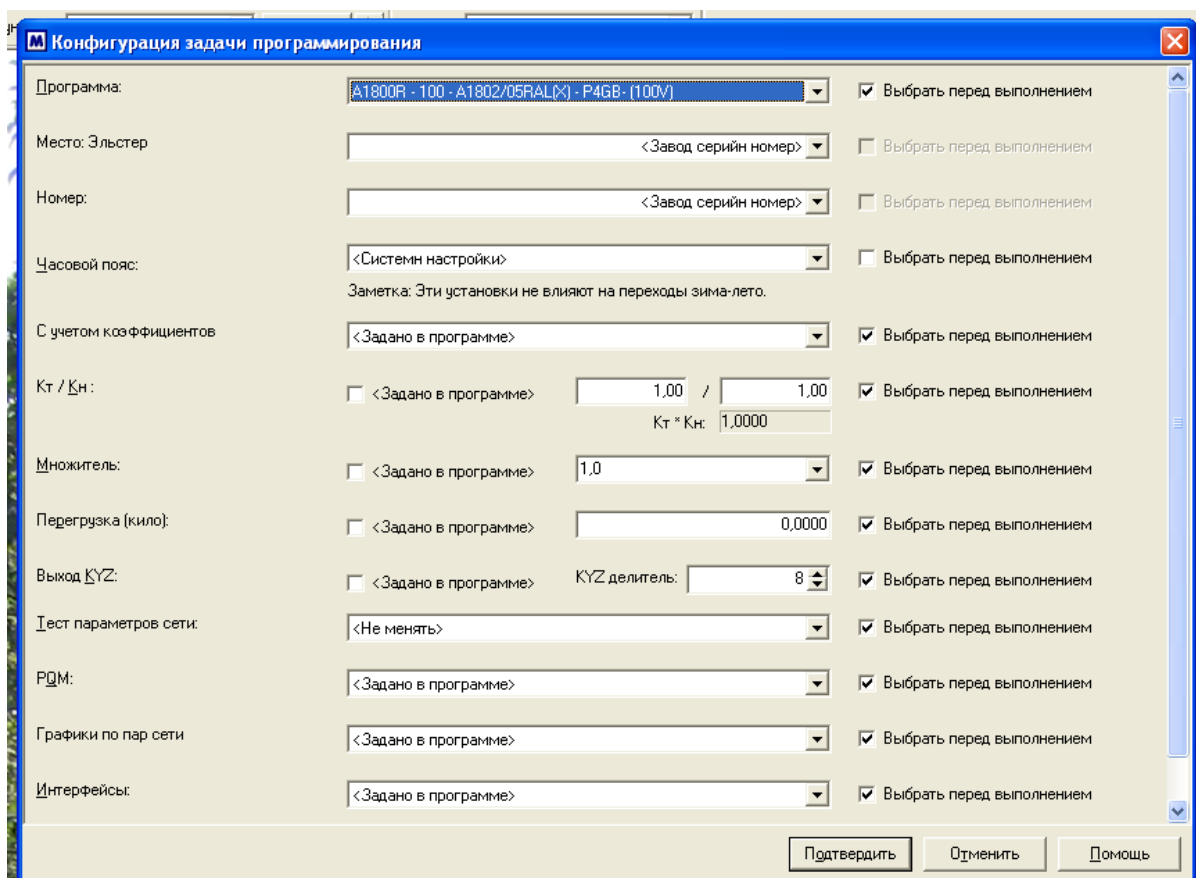 Конфигурация задачи программирования
Программа: A1800R - 100 - A1802/05RAL(X) - P4GB- (100V) Выбрать перед выполнением
Место: Эльстер <Завод серийн номер> Выбрать перед выполнением
Номер: <Завод серийн номер> Выбрать перед выполнением
Часовой пояс: <Системн настройки> Выбрать перед выполнением
Заметка: Эти установки не влияют на переходы зима-лето.
С учетом коэффициентов <Задано в программе> Выбрать перед выполнением
Кт / Кн : <Задано в программе> 1,00 / 1,00 Выбрать перед выполнением
Кт * Кн: 1,0000
Множитель: <Задано в программе> 1,0 Выбрать перед выполнением
Перегрузка (кило): <Задано в программе> 0,0000 Выбрать перед выполнением
Выход KYZ: <Задано в программе> KYZ делитель: 8 Выбрать перед выполнением
Тест параметров сети: <Не менять> Выбрать перед выполнением
PQM: <Задано в программе> Выбрать перед выполнением
Графики по пар сети <Задано в программе> Выбрать перед выполнением
Интерфейсы: <Задано в программе> Выбрать перед выполнением
Подтвердить Отменить Помощь